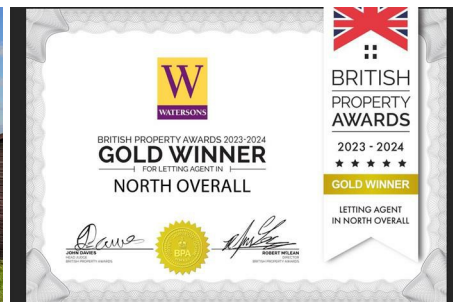 W
WATERSONS
BRITISH PROPERTY AWARDS 2023-2024
GOLD WINNER
FOR LETTING AGENT IN
NORTH OVERALL
JOHN DAVIES
HEAD JUDGE
BRITISH PROPERTY AWARDS
BPA
ROBERT MCLEAN
DIRECTOR
BRITISH PROPERTY AWARDS
BRITISH
PROPERTY
AWARDS
2023 - 2024
GOLD WINNER
LETTING AGENT
IN NORTH OVERALL